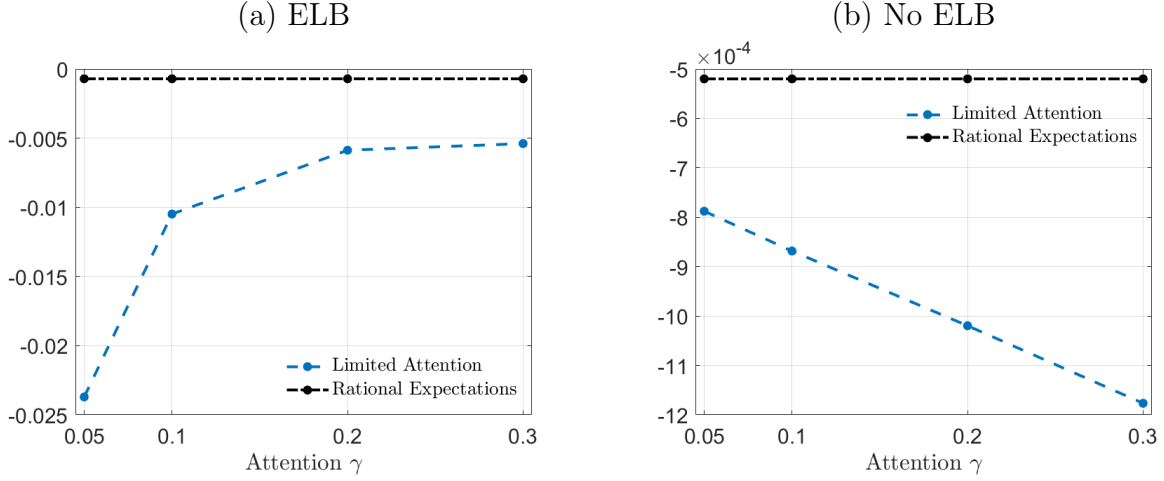 (a) ELB
0
-0.005
-0.01
-0.015
-0.02
-0.025
0.05 0.1 0.2 0.3
Attention γ
Limited Attention
Rational Expectations
(b) No ELB
×10⁻⁴
-5
-6
-7
-8
-9
-10
-11
-12
0.05 0.1 0.2 0.3
Attention γ
Limited Attention
Rational Expectations